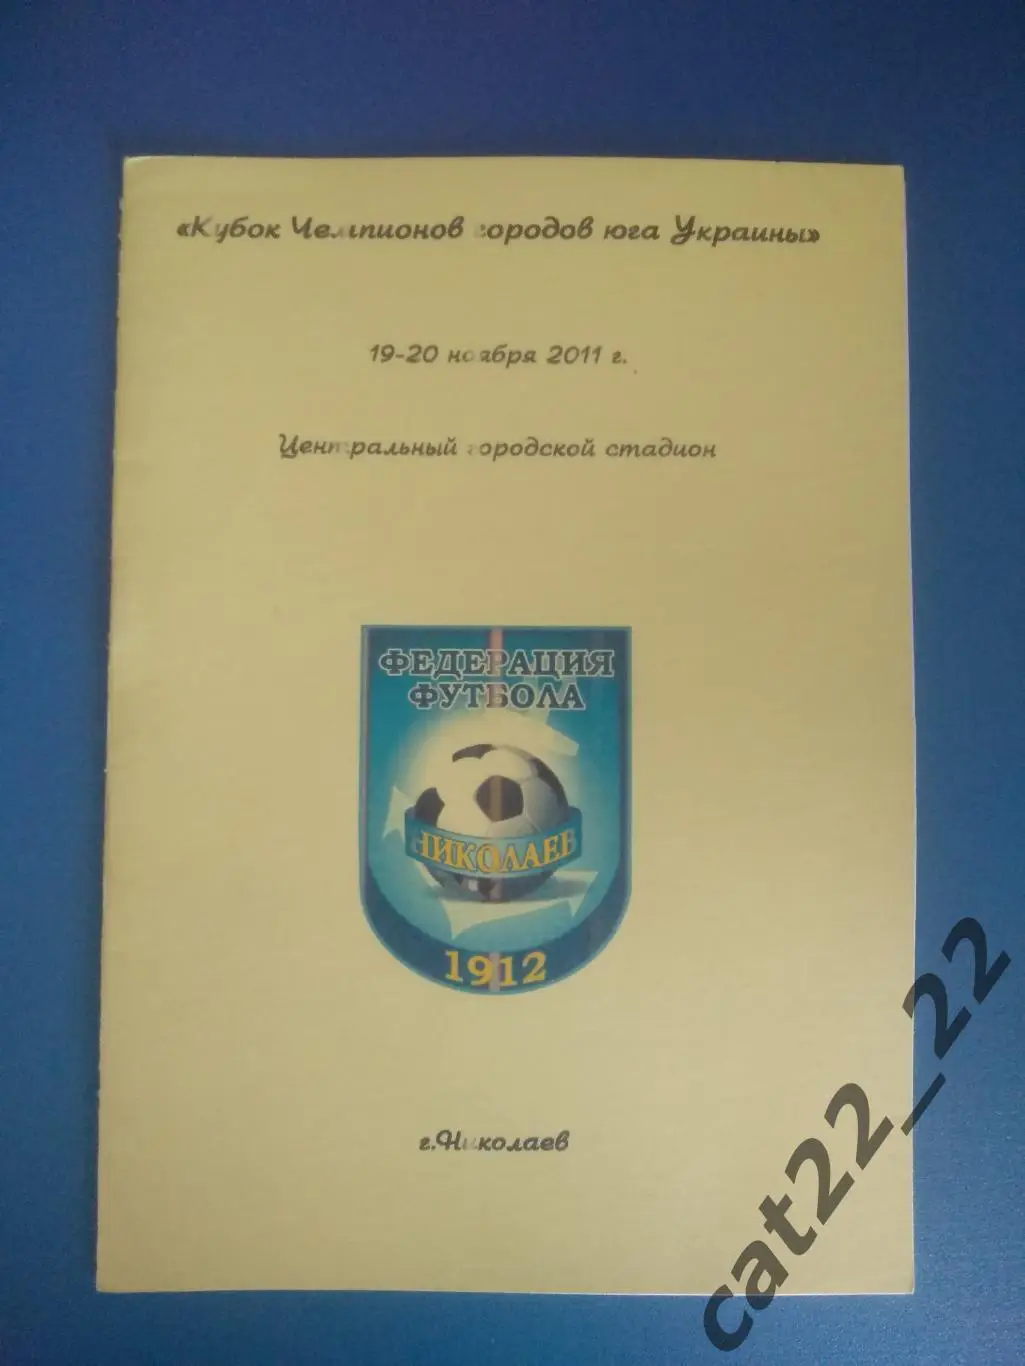 «Кубок Чемпионов городов юга Украины»
19-20 ноября 2011 г.
Центральный городской стадион
ФЕДЕРАЦИЯ
ФУТБОЛА
НИКОЛАЕВ
1912
г.Николаев
cat22_22